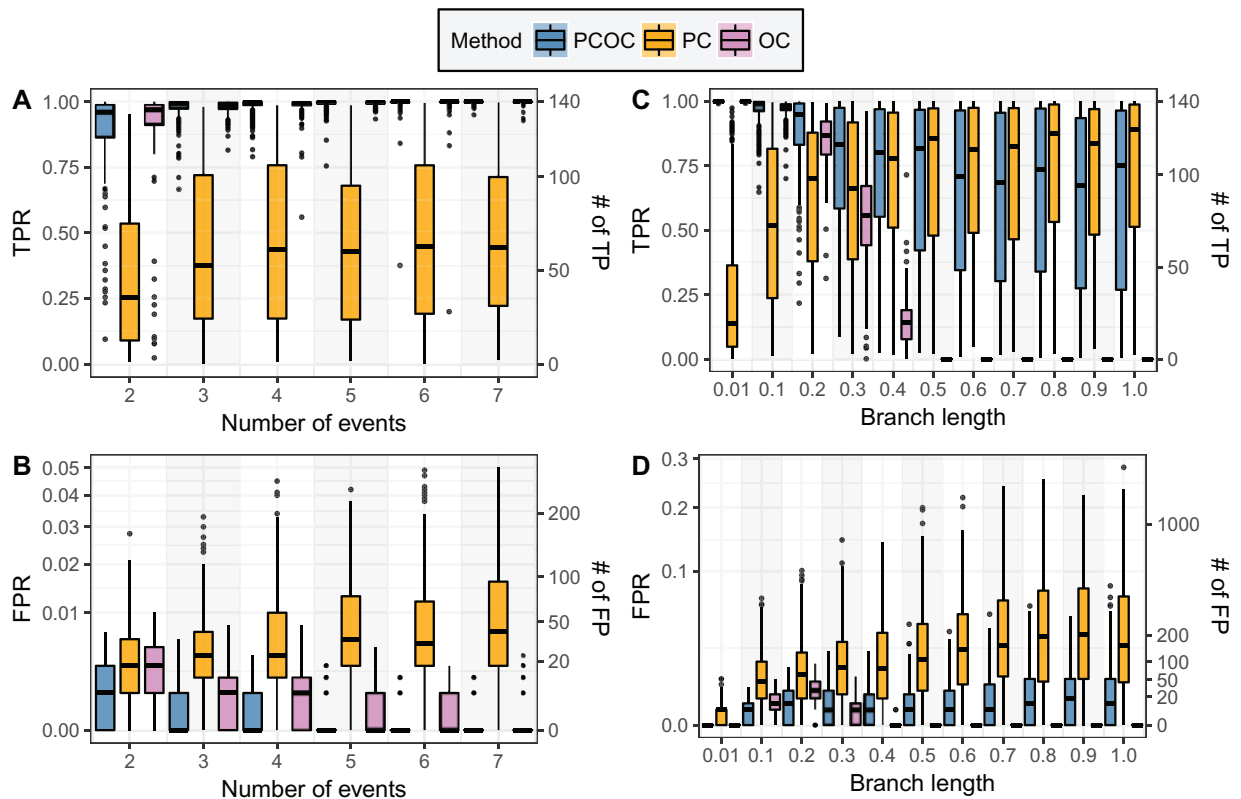 Method PCOC PC OC
A
1.00
0.75
0.50
0.25
0.00
TPR
140
100
50
0
# of TP
2 3 4 5 6 7
Number of events
C
1.00
0.75
0.50
0.25
0.00
TPR
140
100
50
0
# of TP
0.01 0.1 0.2 0.3 0.4 0.5 0.6 0.7 0.8 0.9 1.0
Branch length
B
0.05
0.04
0.03
0.02
0.01
0.00
FPR
200
100
50
20
0
# of FP
2 3 4 5 6 7
Number of events
D
0.3
0.2
0.1
0.0
FPR
1000
200
100
50
20
0
# of FP
0.01 0.1 0.2 0.3 0.4 0.5 0.6 0.7 0.8 0.9 1.0
Branch length